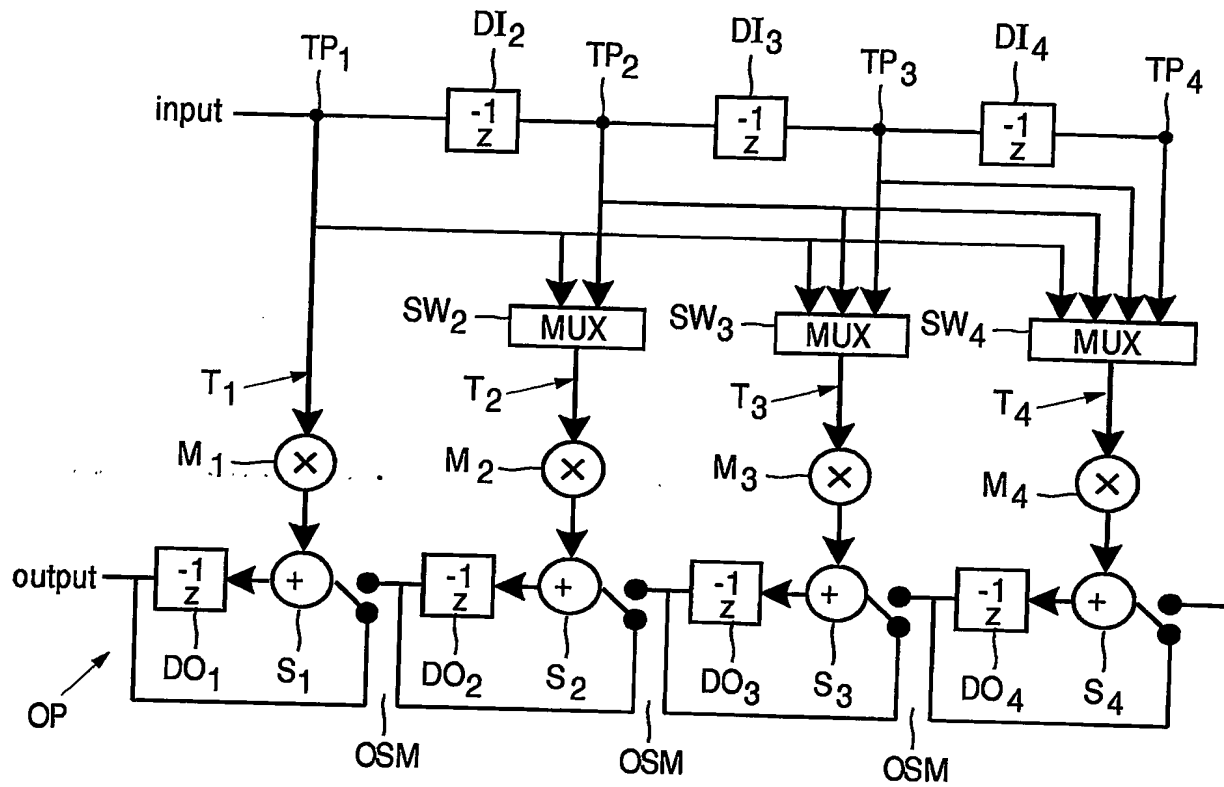 TP1 DI2 TP2 DI3 TP3 DI4 TP4
input -1 z -1 z -1 z
SW2 MUX SW3 MUX SW4 MUX
T1 T2 T3 T4
M1 × M2 × M3 × M4 ×
output -1 z + -1 z + -1 z + -1 z +
DO1 S1 DO2 S2 DO3 S3 DO4 S4
OP OSM OSM OSM